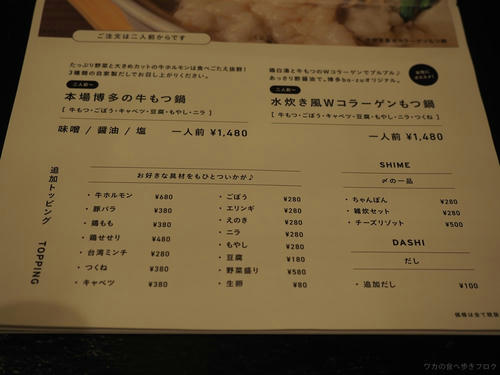 ご注文は二人前からです
たっぷり野菜と大きめカットの牛ホルモンは食べごたえ抜群!
3種類の自家製だしでお召し上がりください。
二人前〜
本場博多の牛もつ鍋
[ 牛もつ・ごぼう・キャベツ・豆腐・もやし・ニラ ]
味噌 / 醤油 / 塩 一人前 ¥1,480
鶏白湯と牛もつのWコラーゲンでプルプル♪
あっさり酢醤油で。博多ba-zuオリジナル。
二人前〜
水炊き風Wコラーゲンもつ鍋
[ 牛もつ・ごぼう・キャベツ・豆腐・もやし・ニラ・つくね ]
一人前 ¥1,480
追加トッピング TOPPING
お好きな具材をもひとついかが♪
・牛ホルモン ¥680
・豚バラ ¥380
・鶏もも ¥380
・鶏せせり ¥480
・台湾ミンチ ¥280
・つくね ¥380
・キャベツ ¥380
・ごぼう ¥280
・エリンギ ¥280
・えのき ¥280
・ニラ ¥280
・もやし ¥280
・豆腐 ¥180
・野菜盛り ¥580
・生卵 ¥80
SHIME
〆の一品
・ちゃんぽん ¥280
・雑炊セット ¥280
・チーズリゾット ¥500
DASHI
だし
・追加だし ¥100
価格は全て税抜
ワカの食べ歩きブログ